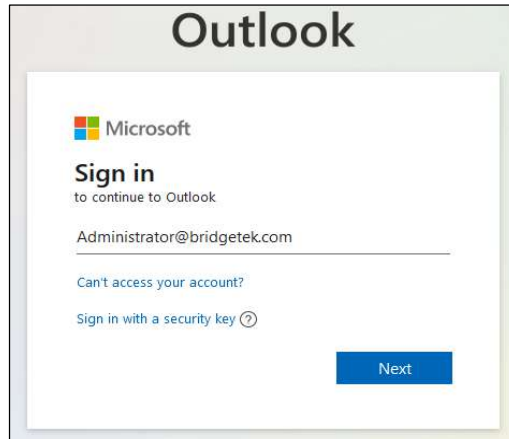 Outlook
Microsoft
Sign in
to continue to Outlook
Administrator@bridgetek.com
Can't access your account?
Sign in with a security key
Next